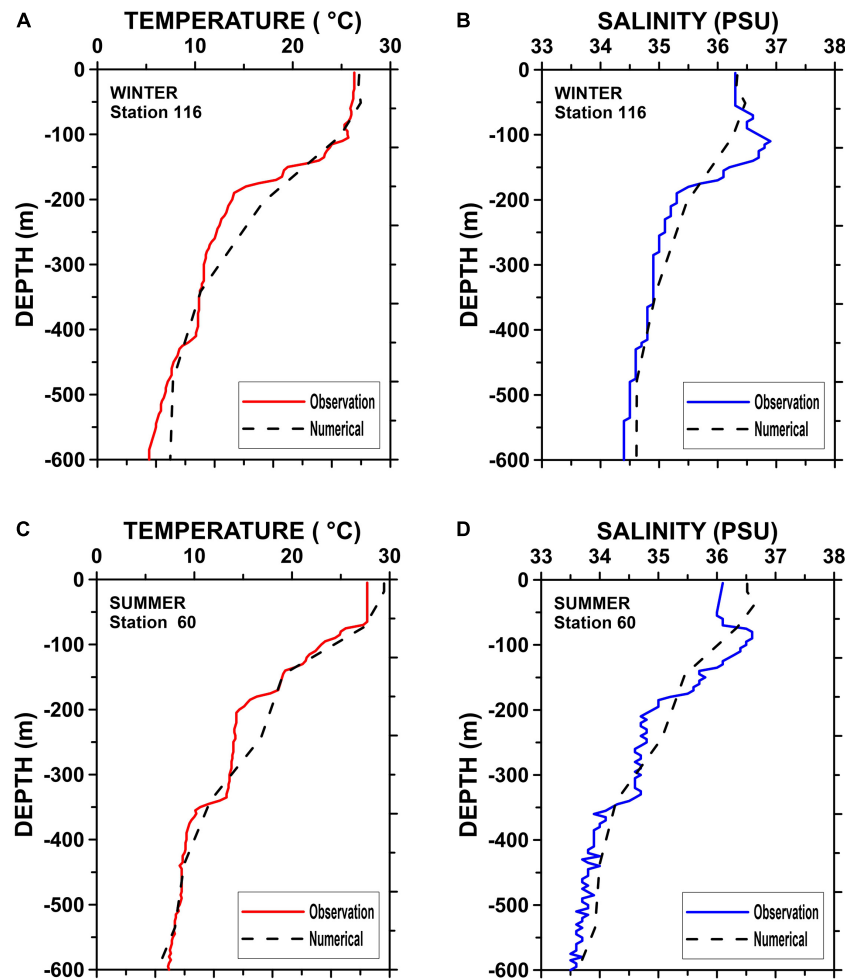 A TEMPERATURE ( °C)
0 10 20 30
0
-100
-200
-300
-400
-500
-600
DEPTH (m)
WINTER
Station 116
Observation
Numerical
B SALINITY (PSU)
33 34 35 36 37 38
0
-100
-200
-300
-400
-500
-600
DEPTH (m)
WINTER
Station 116
Observation
Numerical
C TEMPERATURE ( °C)
0 10 20 30
0
-100
-200
-300
-400
-500
-600
DEPTH (m)
SUMMER
Station 60
Observation
Numerical
D SALINITY (PSU)
33 34 35 36 37 38
0
-100
-200
-300
-400
-500
-600
DEPTH (m)
SUMMER
Station 60
Observation
Numerical